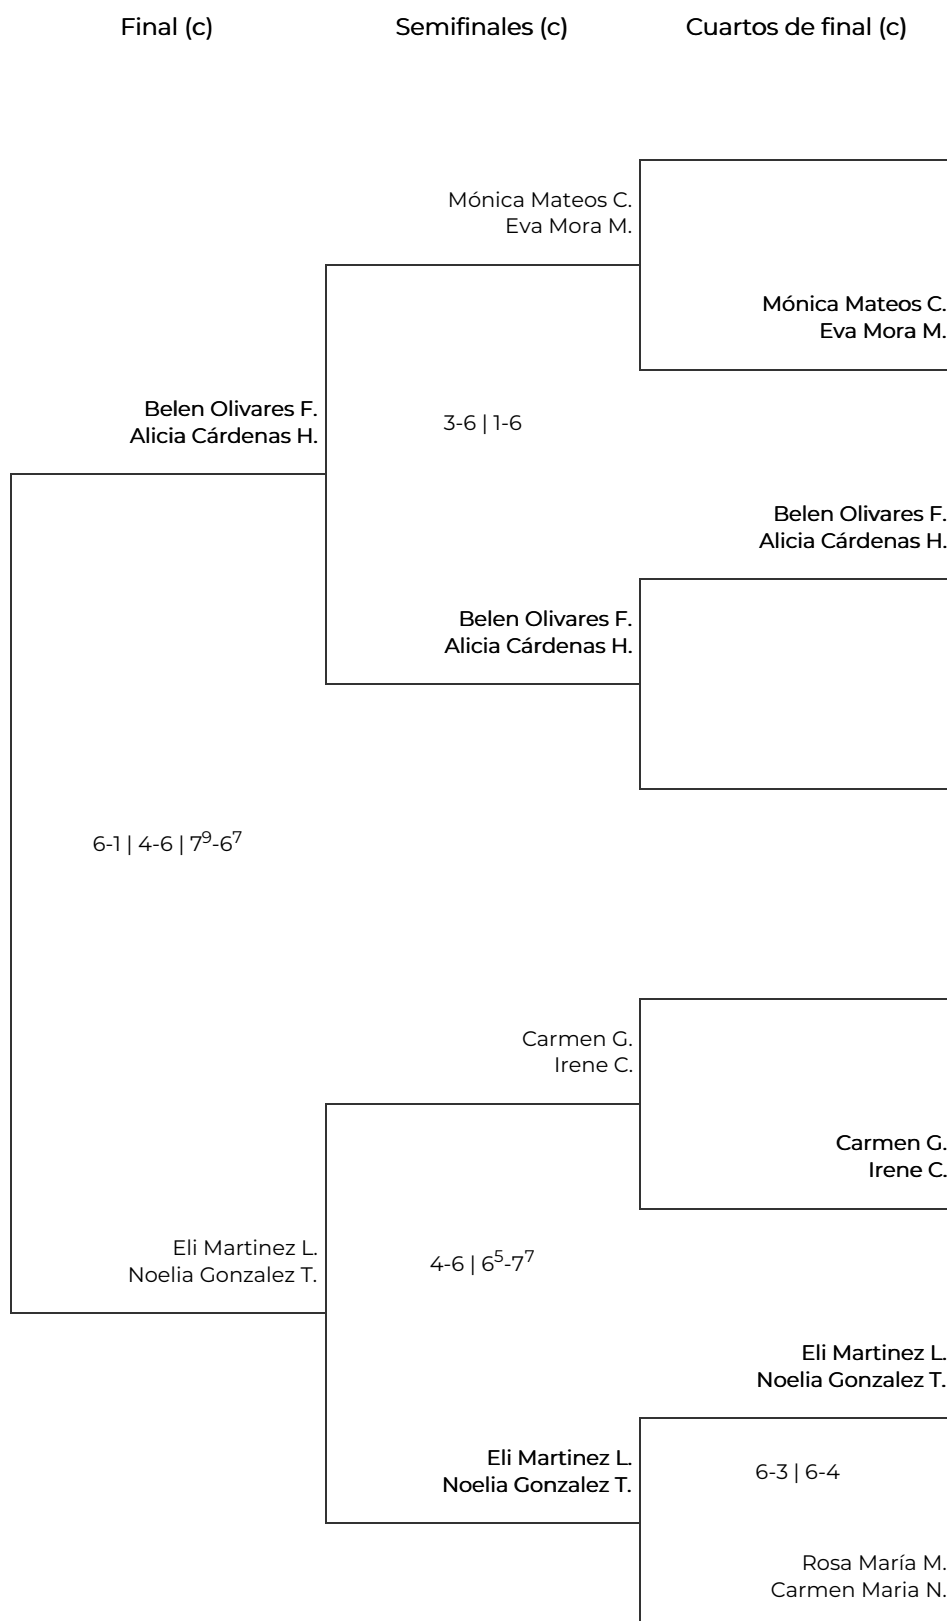 Final (c) Semifinales (c) Cuartos de final (c)
Mónica Mateos C.
Eva Mora M.
Mónica Mateos C.
Eva Mora M.
Belen Olivares F.
Alicia Cárdenas H.
3-6 | 1-6
Belen Olivares F.
Alicia Cárdenas H.
Belen Olivares F.
Alicia Cárdenas H.
6-1 | 4-6 | 7⁹-6⁷
Carmen G.
Irene C.
Carmen G.
Irene C.
Eli Martinez L.
Noelia Gonzalez T.
4-6 | 6⁵-7⁷
Eli Martinez L.
Noelia Gonzalez T.
Eli Martinez L.
Noelia Gonzalez T.
6-3 | 6-4
Rosa María M.
Carmen Maria N.